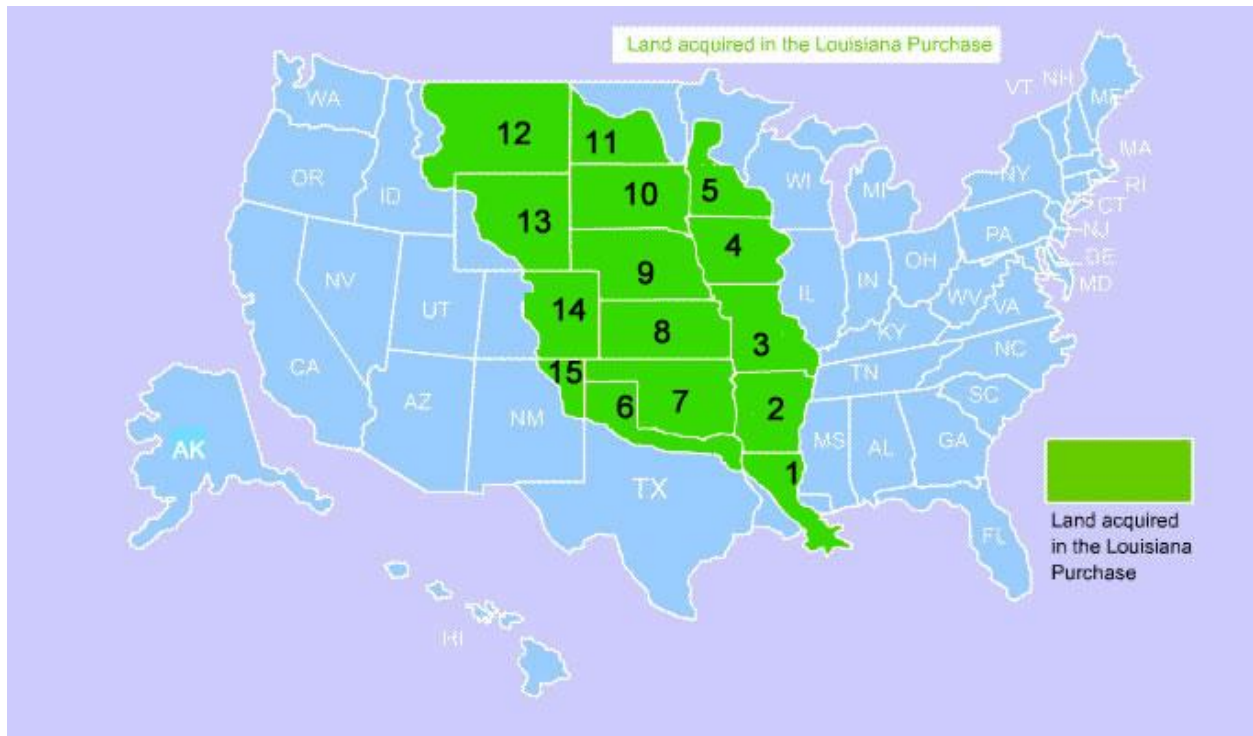 Land acquired in the Louisiana Purchase
VT
NH
ME
WA
12
11
MA
OR
ID
10
5
WI
MI
NY
RI
CT
13
4
PA
NJ
NV
9
IL
IN
OH
DE
MD
UT
14
8
WV
VA
CA
3
KY
NC
15
TN
AZ
NM
6
7
2
SC
AK
MS
AL
GA
TX
1
FL
Land acquired
in the Louisiana
Purchase
HI